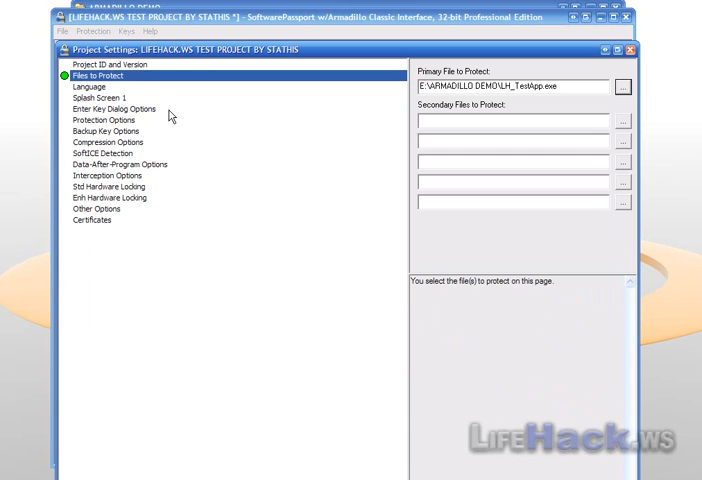 ARMADILLO DEMO
[LIFEHACK.WS TEST PROJECT BY STATHIS *] - SoftwarePassport w/Armadillo Classic Interface, 32-bit Professional Edition
File Protection Keys Help
Project Settings: LIFEHACK.WS TEST PROJECT BY STATHIS
Project ID and Version
Files to Protect
Language
Splash Screen 1
Enter Key Dialog Options
Protection Options
Backup Key Options
Compression Options
SoftICE Detection
Data-After-Program Options
Interception Options
Std Hardware Locking
Enh Hardware Locking
Other Options
Certificates
Primary File to Protect:
E:\ARMADILLO DEMO\LH_TestApp.exe
...
Secondary Files to Protect:
...
...
...
...
...
You select the file(s) to protect on this page.
LIFEHACK.WS